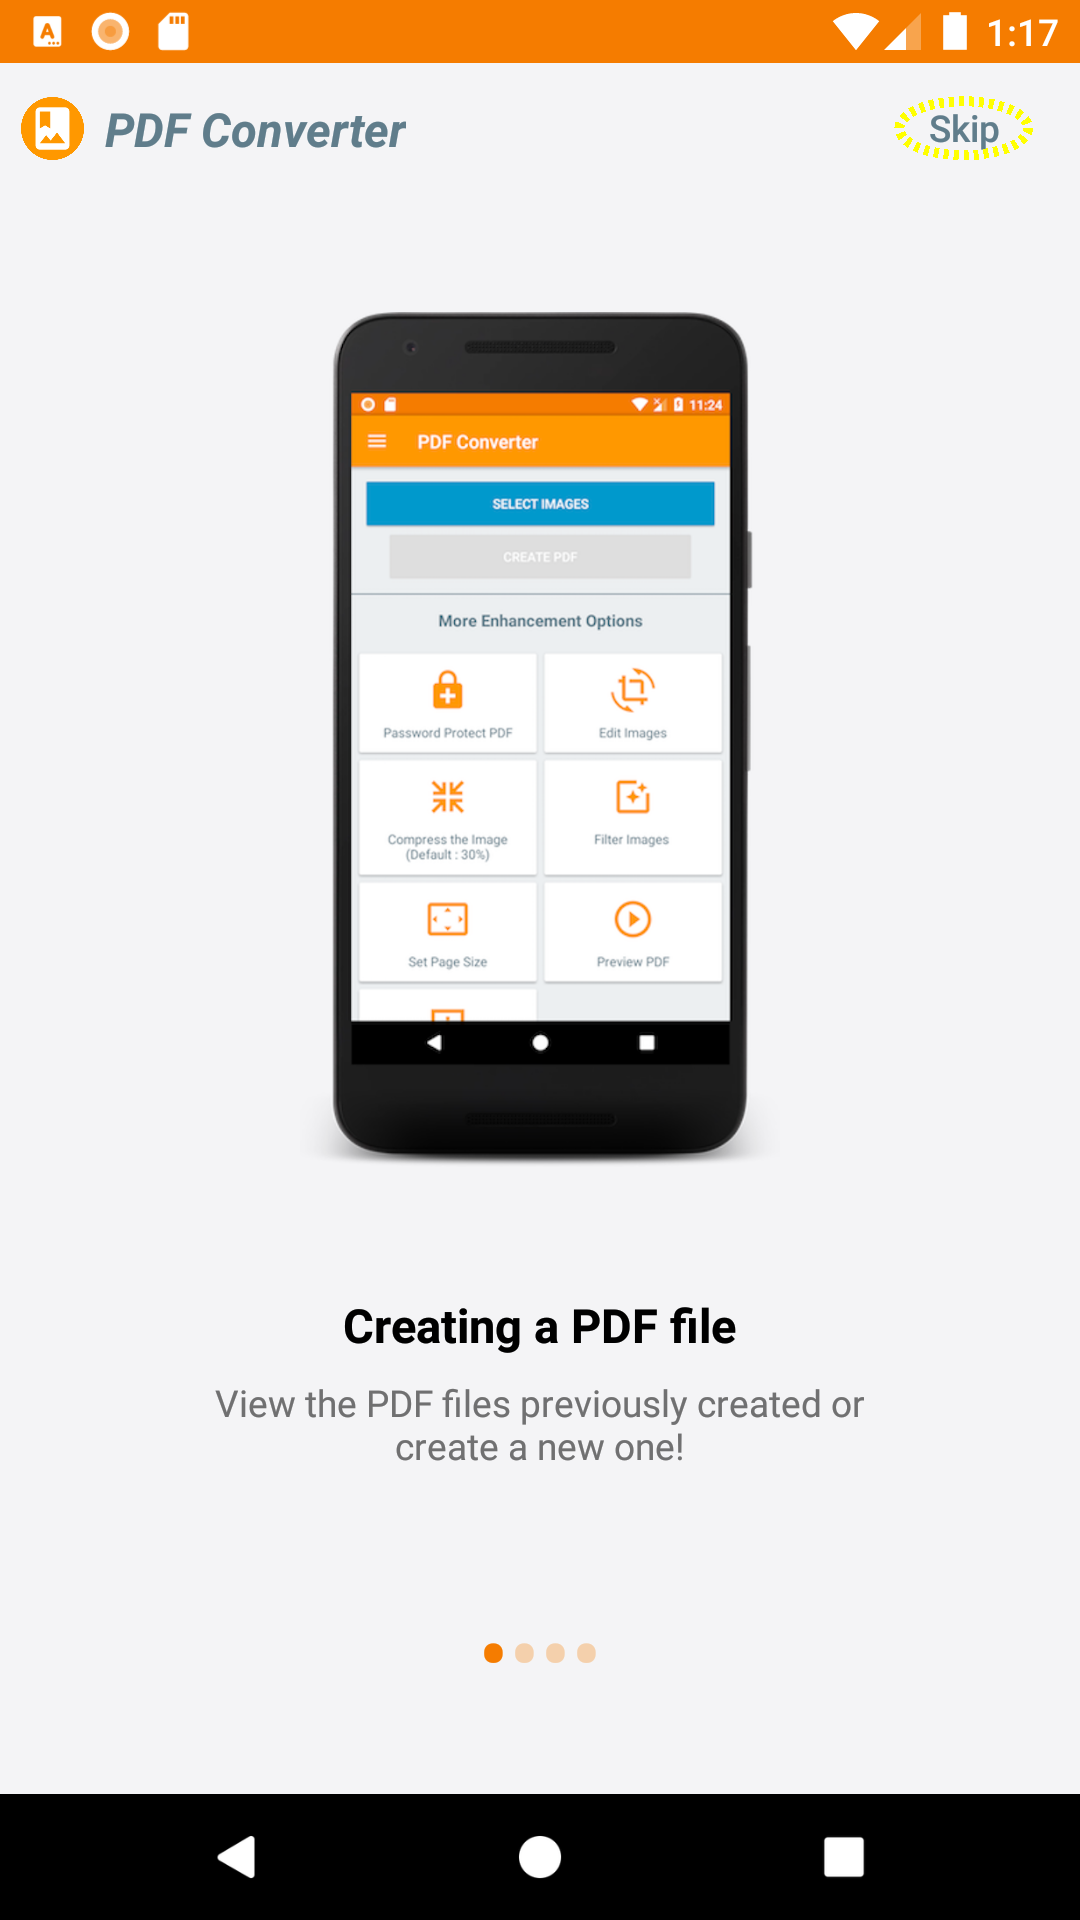 1:17
PDF Converter
Skip
11:24
PDF Converter
SELECT IMAGES
CREATE PDF
More Enhancement Options
Password Protect PDF
Edit Images
Compress the Image
(Default : 30%)
Filter Images
Set Page Size
Preview PDF
Creating a PDF file
View the PDF files previously created or
create a new one!